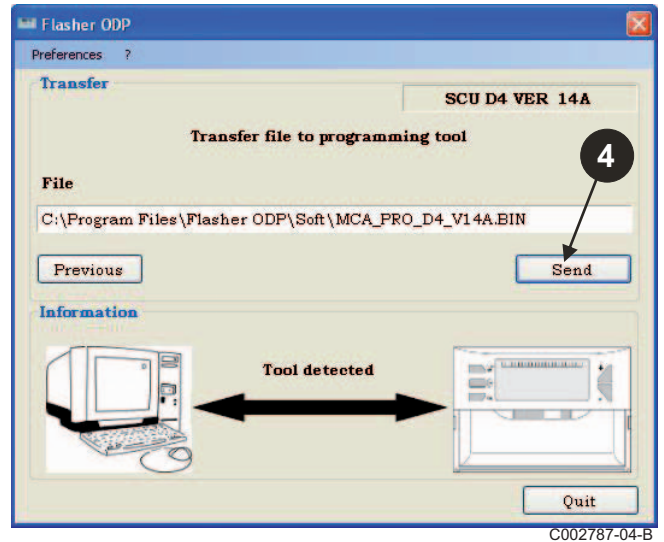 Flasher ODP
Preferences ?
Transfer
SCU D4 VER 14A
Transfer file to programming tool
4
File
C:\Program Files\Flasher ODP\Soft\MCA_PRO_D4_V14A.BIN
Previous Send
Information
Tool detected
Quit
C002787-04-B